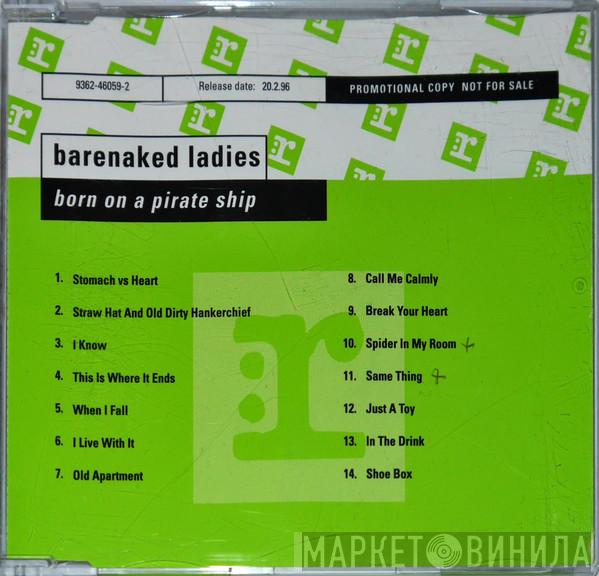 9362-46059-2
Release date: 20.2.96
PROMOTIONAL COPY NOT FOR SALE
barenaked ladies
born on a pirate ship
1. Stomach vs Heart
2. Straw Hat And Old Dirty Hankerchief
3. I Know
4. This Is Where It Ends
5. When I Fall
6. I Live With It
7. Old Apartment
8. Call Me Calmly
9. Break Your Heart
10. Spider In My Room +
11. Same Thing +
12. Just A Toy
13. In The Drink
14. Shoe Box
:r
МАРКЕТ ВИНИЛА